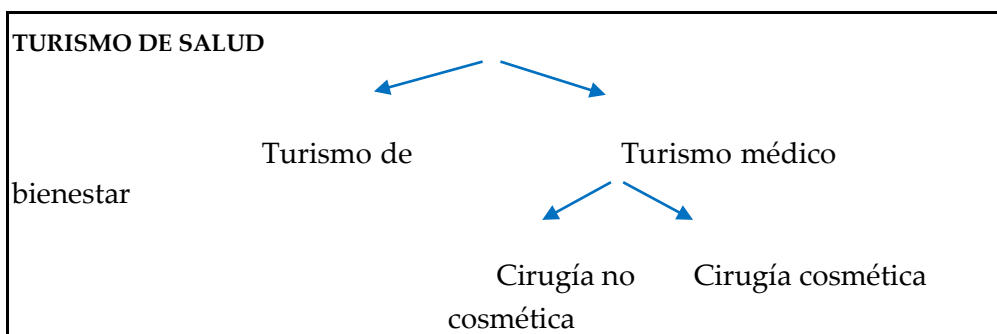 TURISMO DE SALUD
Turismo de Turismo médico
bienestar
Cirugía no Cirugía cosmética
cosmética